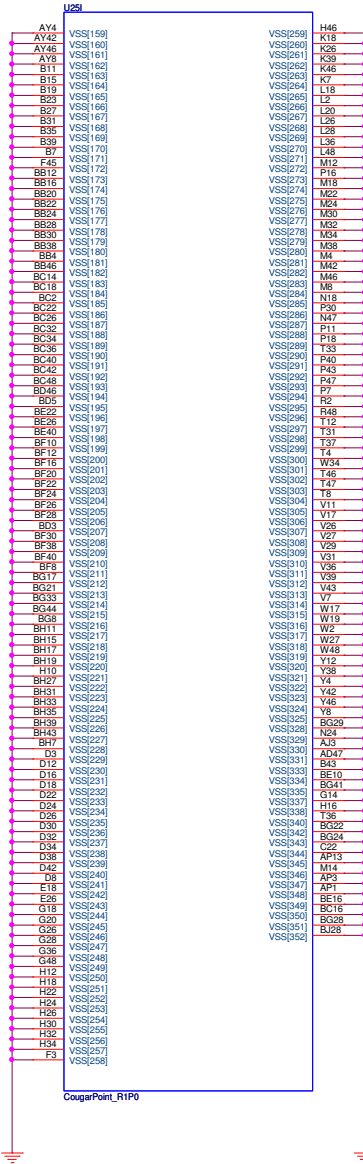 U25I
AY4 VSS[159]
AY42 VSS[160]
AY46 VSS[161]
AY8 VSS[162]
B11 VSS[163]
B15 VSS[164]
B19 VSS[165]
B23 VSS[166]
B27 VSS[167]
B31 VSS[168]
B35 VSS[169]
B39 VSS[170]
B7 VSS[171]
F45 VSS[172]
BB12 VSS[173]
BB16 VSS[174]
BB20 VSS[175]
BB22 VSS[176]
BB24 VSS[177]
BB28 VSS[178]
BB30 VSS[179]
BB38 VSS[180]
BB4 VSS[181]
BB46 VSS[182]
BC14 VSS[183]
BC18 VSS[184]
BC2 VSS[185]
BC22 VSS[186]
BC26 VSS[187]
BC32 VSS[188]
BC34 VSS[189]
BC36 VSS[190]
BC40 VSS[191]
BC42 VSS[192]
BC48 VSS[193]
BD46 VSS[194]
BD5 VSS[195]
BE22 VSS[196]
BE26 VSS[197]
BE40 VSS[198]
BF10 VSS[199]
BF12 VSS[200]
BF16 VSS[201]
BF20 VSS[202]
BF22 VSS[203]
BF24 VSS[204]
BF26 VSS[205]
BF28 VSS[206]
BD3 VSS[207]
BF30 VSS[208]
BF38 VSS[209]
BF40 VSS[210]
BF8 VSS[211]
BG17 VSS[212]
BG21 VSS[213]
BG33 VSS[214]
BG44 VSS[215]
BG8 VSS[216]
BH11 VSS[217]
BH15 VSS[218]
BH17 VSS[219]
BH19 VSS[220]
H10 VSS[221]
BH27 VSS[222]
BH31 VSS[223]
BH33 VSS[224]
BH35 VSS[225]
BH39 VSS[226]
BH43 VSS[227]
BH7 VSS[228]
D3 VSS[229]
D12 VSS[230]
D16 VSS[231]
D18 VSS[232]
D22 VSS[233]
D24 VSS[234]
D26 VSS[235]
D30 VSS[236]
D32 VSS[237]
D34 VSS[238]
D38 VSS[239]
D42 VSS[240]
D8 VSS[241]
E18 VSS[242]
E26 VSS[243]
G18 VSS[244]
G20 VSS[245]
G26 VSS[246]
G28 VSS[247]
G36 VSS[248]
G48 VSS[249]
H12 VSS[250]
H18 VSS[251]
H22 VSS[252]
H24 VSS[253]
H26 VSS[254]
H30 VSS[255]
H32 VSS[256]
H34 VSS[257]
F3 VSS[258]
VSS[259] H46
VSS[260] K18
VSS[261] K26
VSS[262] K39
VSS[263] K46
VSS[264] K7
VSS[265] L18
VSS[266] L2
VSS[267] L20
VSS[268] L26
VSS[269] L28
VSS[270] L36
VSS[271] L48
VSS[272] M12
VSS[273] P16
VSS[274] M18
VSS[275] M22
VSS[276] M24
VSS[277] M30
VSS[278] M32
VSS[279] M34
VSS[280] M38
VSS[281] M4
VSS[282] M42
VSS[283] M46
VSS[284] M8
VSS[285] N18
VSS[286] P30
VSS[287] N47
VSS[288] P11
VSS[289] P18
VSS[290] T33
VSS[291] P40
VSS[292] P43
VSS[293] P47
VSS[294] P7
VSS[295] R2
VSS[296] R48
VSS[297] T12
VSS[298] T31
VSS[299] T37
VSS[300] T4
VSS[301] W34
VSS[302] T46
VSS[303] T47
VSS[304] T8
VSS[305] V11
VSS[306] V17
VSS[307] V26
VSS[308] V27
VSS[309] V29
VSS[310] V31
VSS[311] V36
VSS[312] V39
VSS[313] V43
VSS[314] V7
VSS[315] W17
VSS[316] W19
VSS[317] W2
VSS[318] W27
VSS[319] W48
VSS[320] Y12
VSS[321] Y38
VSS[322] Y4
VSS[323] Y42
VSS[324] Y46
VSS[325] Y8
VSS[328] BG29
VSS[329] N24
VSS[330] AJ3
VSS[331] AD47
VSS[333] B43
VSS[334] BE10
VSS[335] BG41
VSS[337] G14
VSS[338] H16
VSS[340] T36
VSS[342] BG22
VSS[343] BG24
VSS[344] C22
VSS[345] AP13
VSS[346] M14
VSS[347] AP3
VSS[348] AP1
VSS[349] BE16
VSS[350] BC16
VSS[351] BG28
VSS[352] BJ28
CougarPoint_R1P0